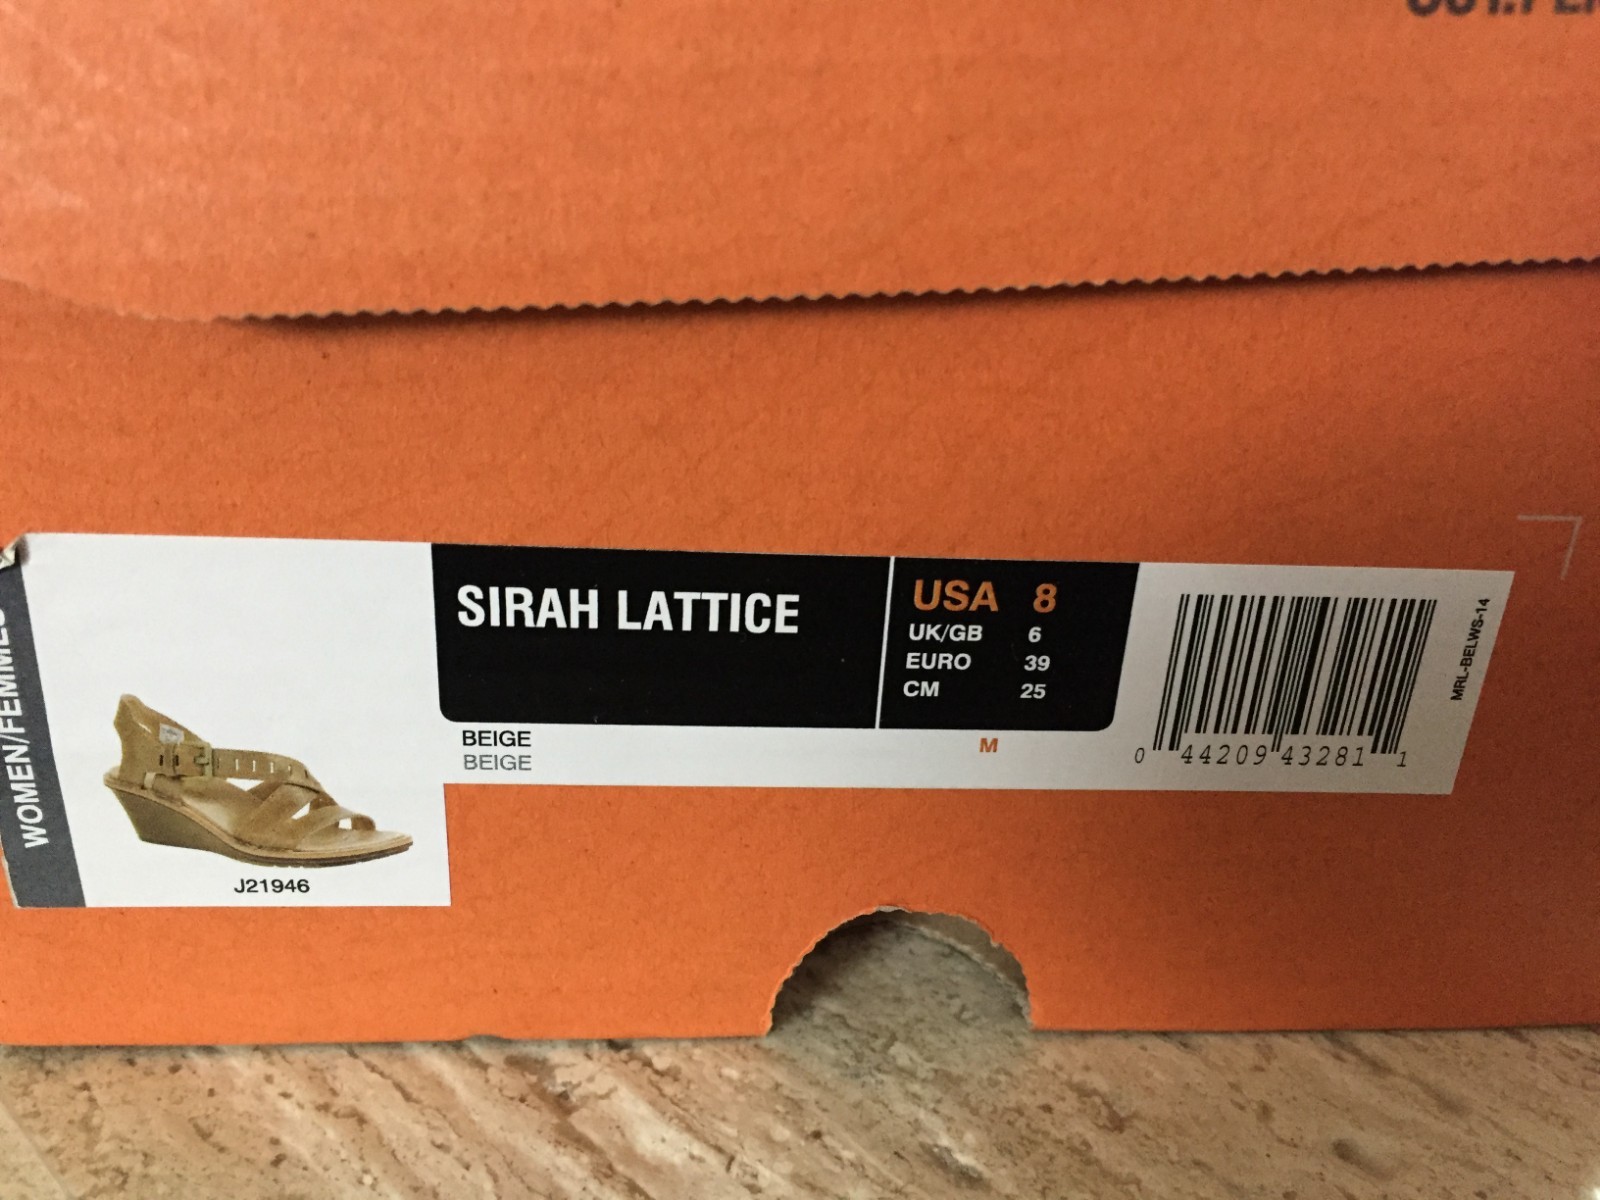 WOMEN/FEMMES
J21946
SIRAH LATTICE
BEIGE
BEIGE
USA 8
UK/GB 6
EURO 39
CM 25
M
0 44209 43281 1
MRL-BELWS-14